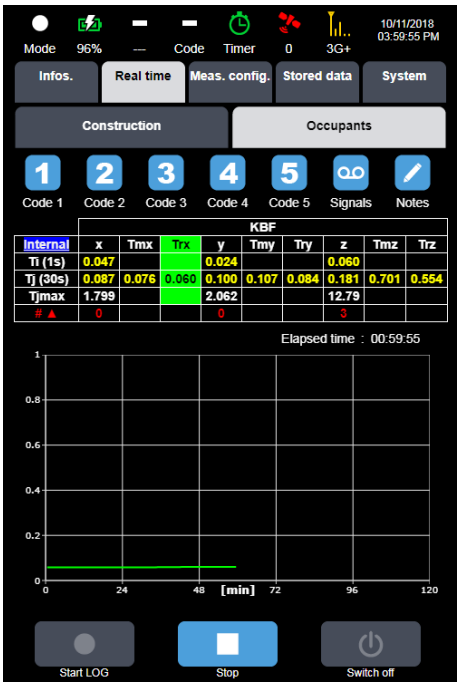 10/11/2018
03:59:55 PM
Mode 96% --- Code Timer 0 3G+
Infos. Real time Meas. config. Stored data System
Construction Occupants
1 2 3 4 5
Code 1 Code 2 Code 3 Code 4 Code 5 Signals Notes
KBF
Internal x Tmx Trx y Tmy Try z Tmz Trz
Ti (1s) 0.047 0.024 0.060
Tj (30s) 0.087 0.076 0.060 0.100 0.107 0.084 0.181 0.701 0.554
Tjmax 1.799 2.062 12.79
# ▲ 0 0 3
Elapsed time : 00:59:55
1
0.8
0.6
0.4
0.2
0
0 24 48 [min] 72 96 120
Start LOG Stop Switch off